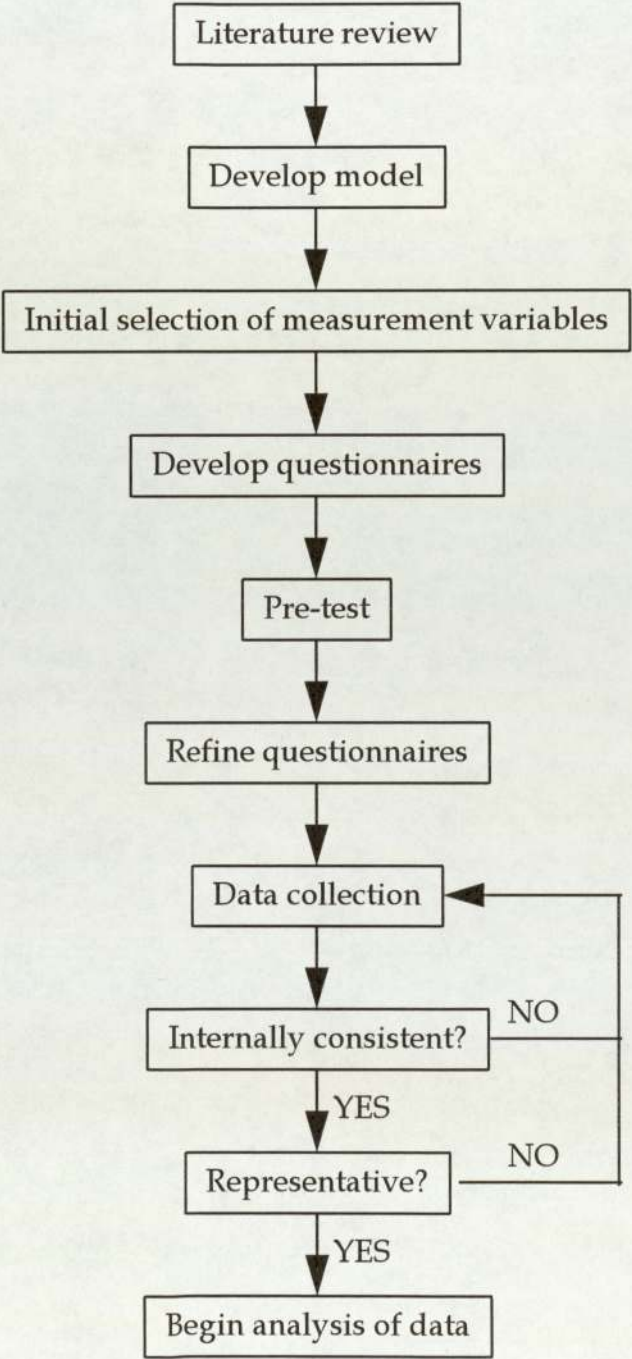 Literature review
Develop model
Initial selection of measurement variables
Develop questionnaires
Pre-test
Refine questionnaires
Data collection
Internally consistent?
NO
YES
Representative?
NO
YES
Begin analysis of data